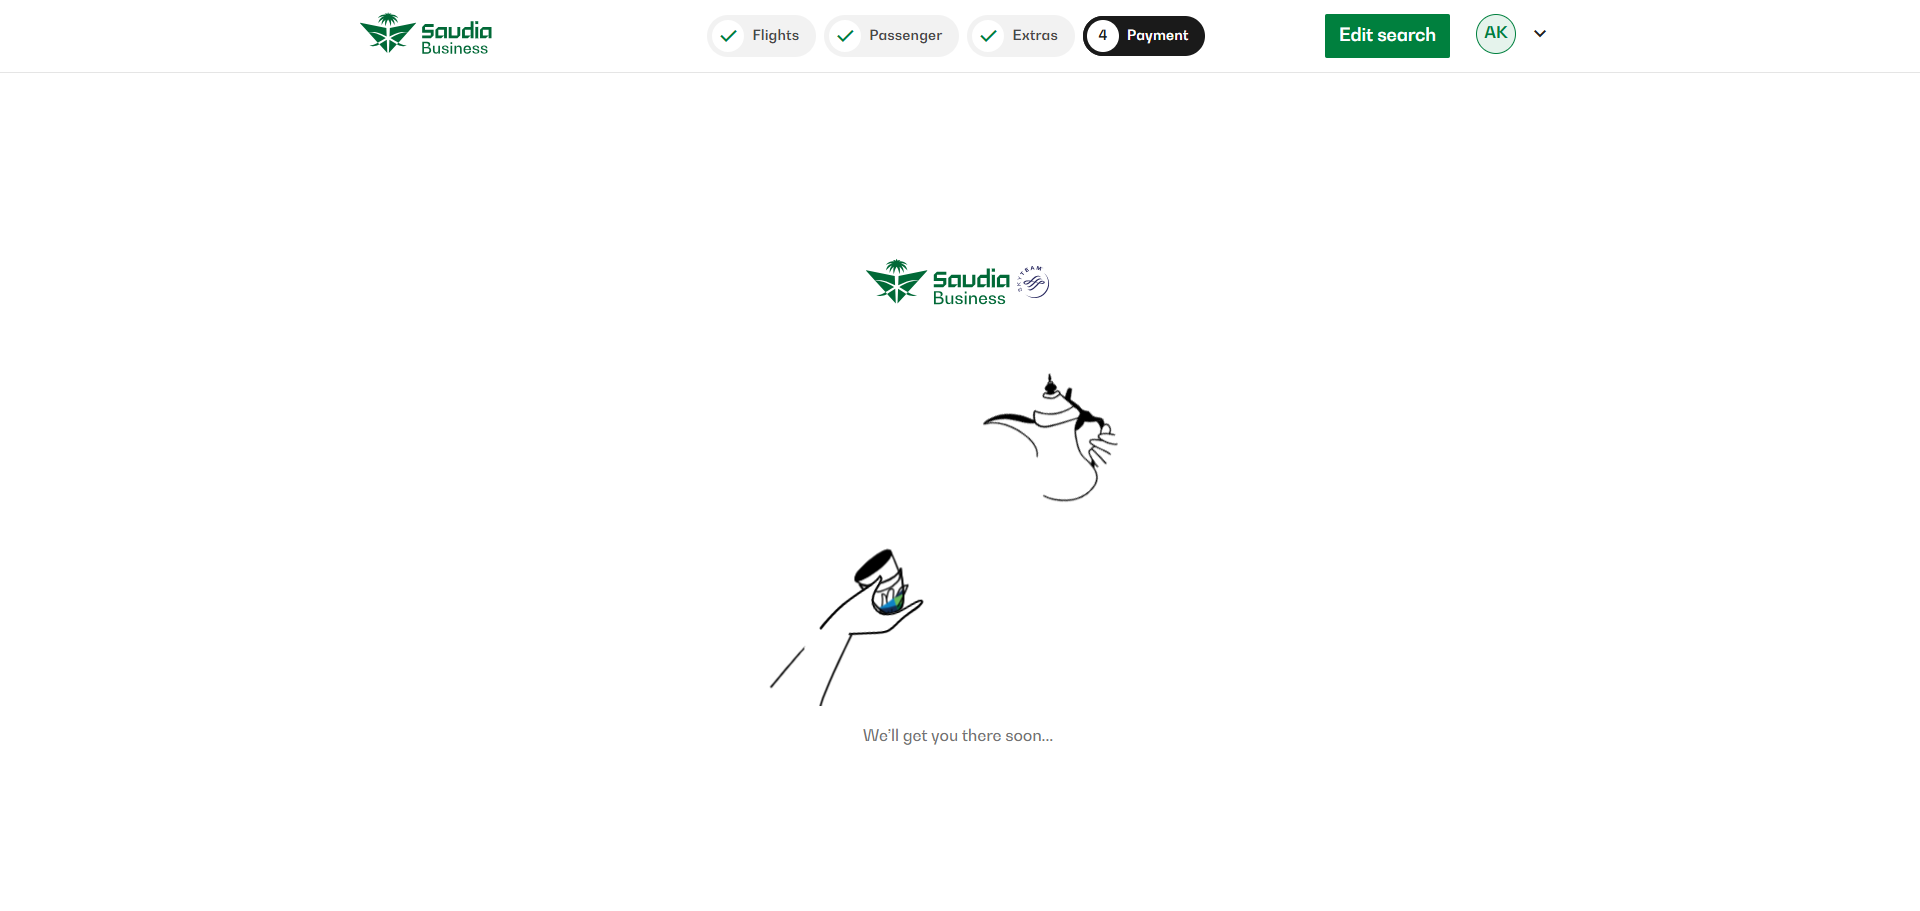 Saudia
Business
Flights
Passenger
Extras
4 Payment
Edit search
AK
Saudia
Business
SKYTEAM
We'll get you there soon...